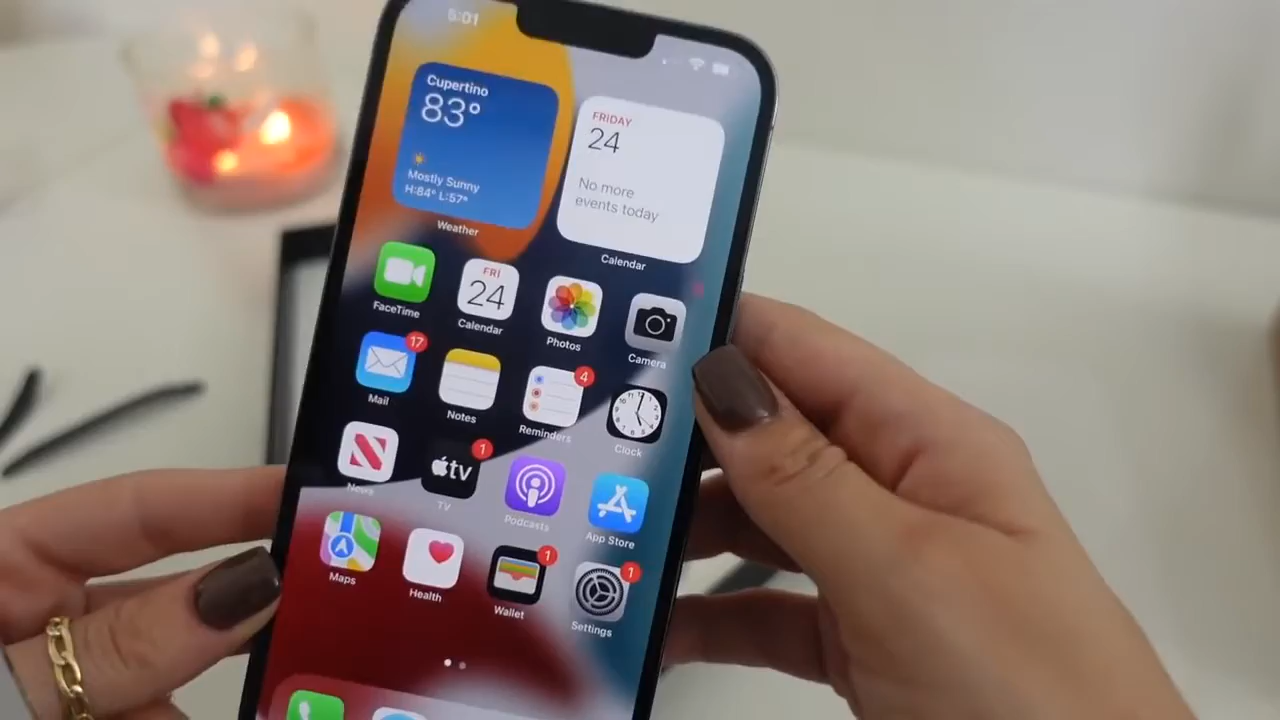 5:01
Cupertino
83°
Mostly Sunny
H:84° L:57°
Weather
FRIDAY
24
No more
events today
Calendar
FaceTime
FRI
24
Calendar
Photos
Camera
17
Mail
Notes
4
Reminders
Clock
News
1
tv
TV
Podcasts
App Store
Maps
Health
1
Wallet
1
Settings